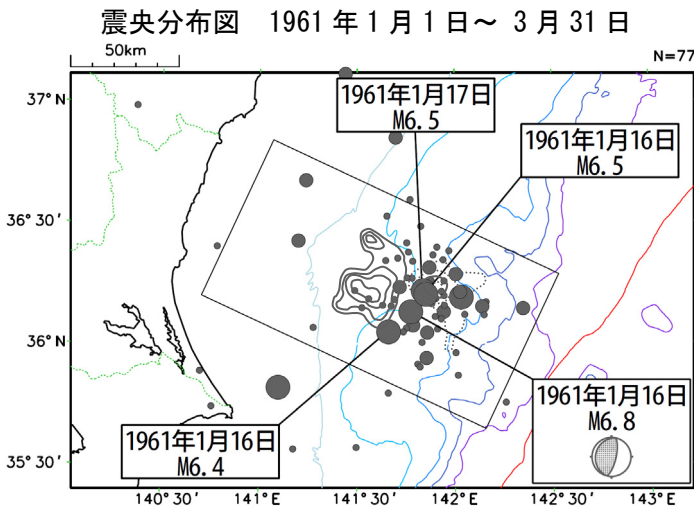 震央分布図　1961 年 1 月 1 日～ 3 月 31 日
50km
N=77
37°N
1961年1月17日
M6.5
1961年1月16日
M6.5
36°30′
36°00′
1961年1月16日
M6.8
1961年1月16日
M6.4
35°30′
140°30′
141°E
141°30′
142°00′
142°30′
143°E